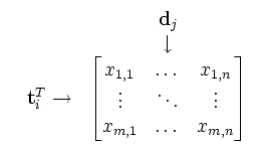 d_j
↓
t_i^T → [ x_{1,1} … x_{1,n}
⋮ ⋱ ⋮
x_{m,1} … x_{m,n} ]